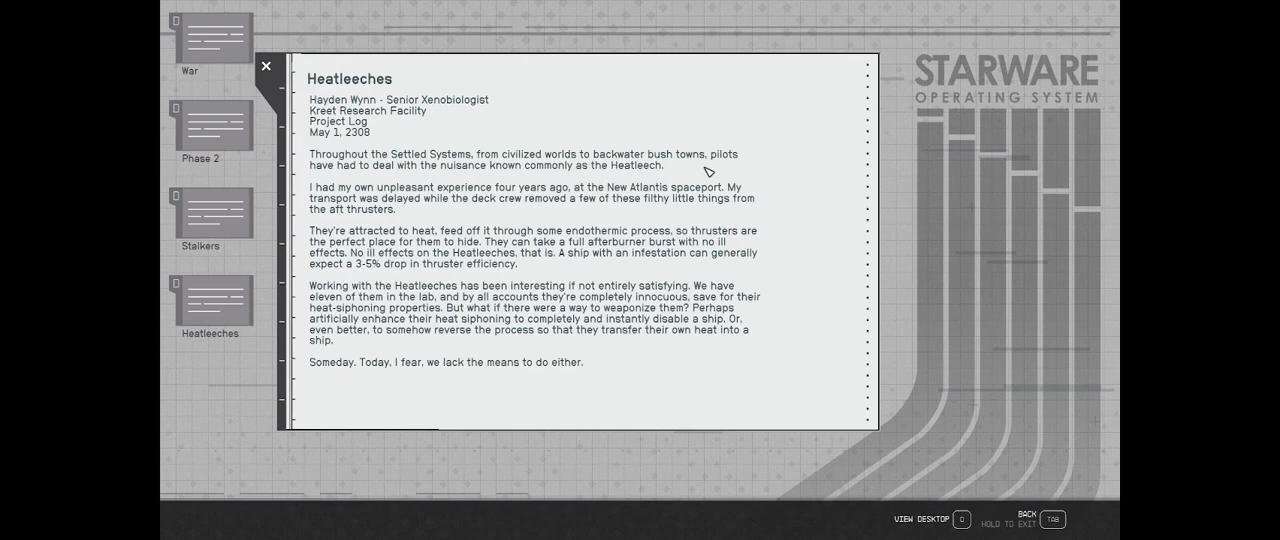 War
Phase 2
Stalkers
Heatleeches
Heatleeches
Hayden Wynn - Senior Xenobiologist
Kreet Research Facility
Project Log
May 1, 2308
Throughout the Settled Systems, from civilized worlds to backwater bush towns, pilots
have had to deal with the nuisance known commonly as the Heatleech.
I had my own unpleasant experience four years ago, at the New Atlantis spaceport. My
transport was delayed while the deck crew removed a few of these filthy little things from
the aft thrusters.
They're attracted to heat, feed off it through some endothermic process, so thrusters are
the perfect place for them to hide. They can take a full afterburner burst with no ill
effects. No ill effects on the Heatleeches, that is. A ship with an infestation can generally
expect a 3-5% drop in thruster efficiency.
Working with the Heatleeches has been interesting if not entirely satisfying. We have
eleven of them in the lab, and by all accounts they're completely innocuous, save for their
heat-siphoning properties. But what if there were a way to weaponize them? Perhaps
artificially enhance their heat siphoning to completely and instantly disable a ship. Or,
even better, to somehow reverse the process so that they transfer their own heat into a
ship.
Someday. Today, I fear, we lack the means to do either.
STARWARE
OPERATING SYSTEM
VIEW DESKTOP Q
BACK
HOLD TO EXIT TAB